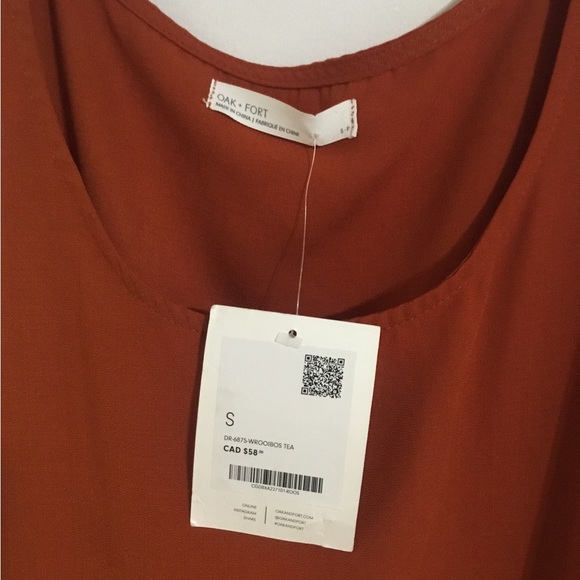 OAK + FORT
MADE IN CHINA | FABRIQUÉ EN CHINE
S-P
S
DR-6875-WROOIBOS TEA
CAD $58
ONLINE
INSTAGRAM
SHARE
OAKANDFORT.COM
@OAKANDFORT
#OAKANDFORT